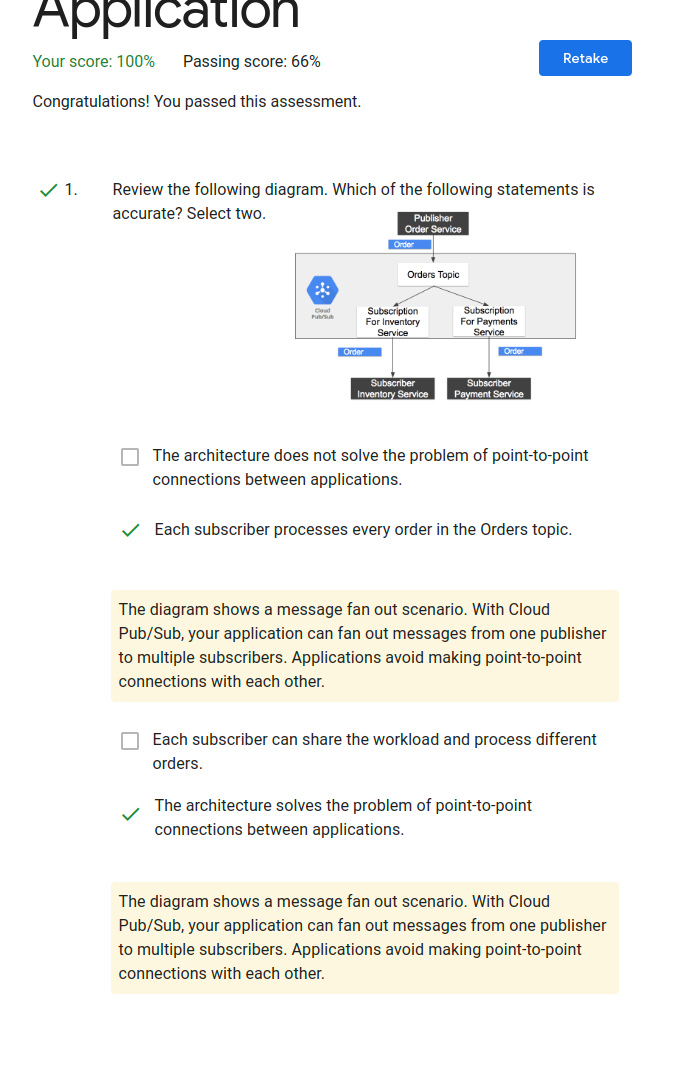 Application
Your score: 100% Passing score: 66%
Retake
Congratulations! You passed this assessment.
1. Review the following diagram. Which of the following statements is
accurate? Select two.
Publisher
Order Service
Order
Orders Topic
Cloud
Pub/Sub
Subscription
For Inventory
Service
Subscription
For Payments
Service
Order
Order
Subscriber
Inventory Service
Subscriber
Payment Service
The architecture does not solve the problem of point-to-point
connections between applications.
Each subscriber processes every order in the Orders topic.
The diagram shows a message fan out scenario. With Cloud
Pub/Sub, your application can fan out messages from one publisher
to multiple subscribers. Applications avoid making point-to-point
connections with each other.
Each subscriber can share the workload and process different
orders.
The architecture solves the problem of point-to-point
connections between applications.
The diagram shows a message fan out scenario. With Cloud
Pub/Sub, your application can fan out messages from one publisher
to multiple subscribers. Applications avoid making point-to-point
connections with each other.